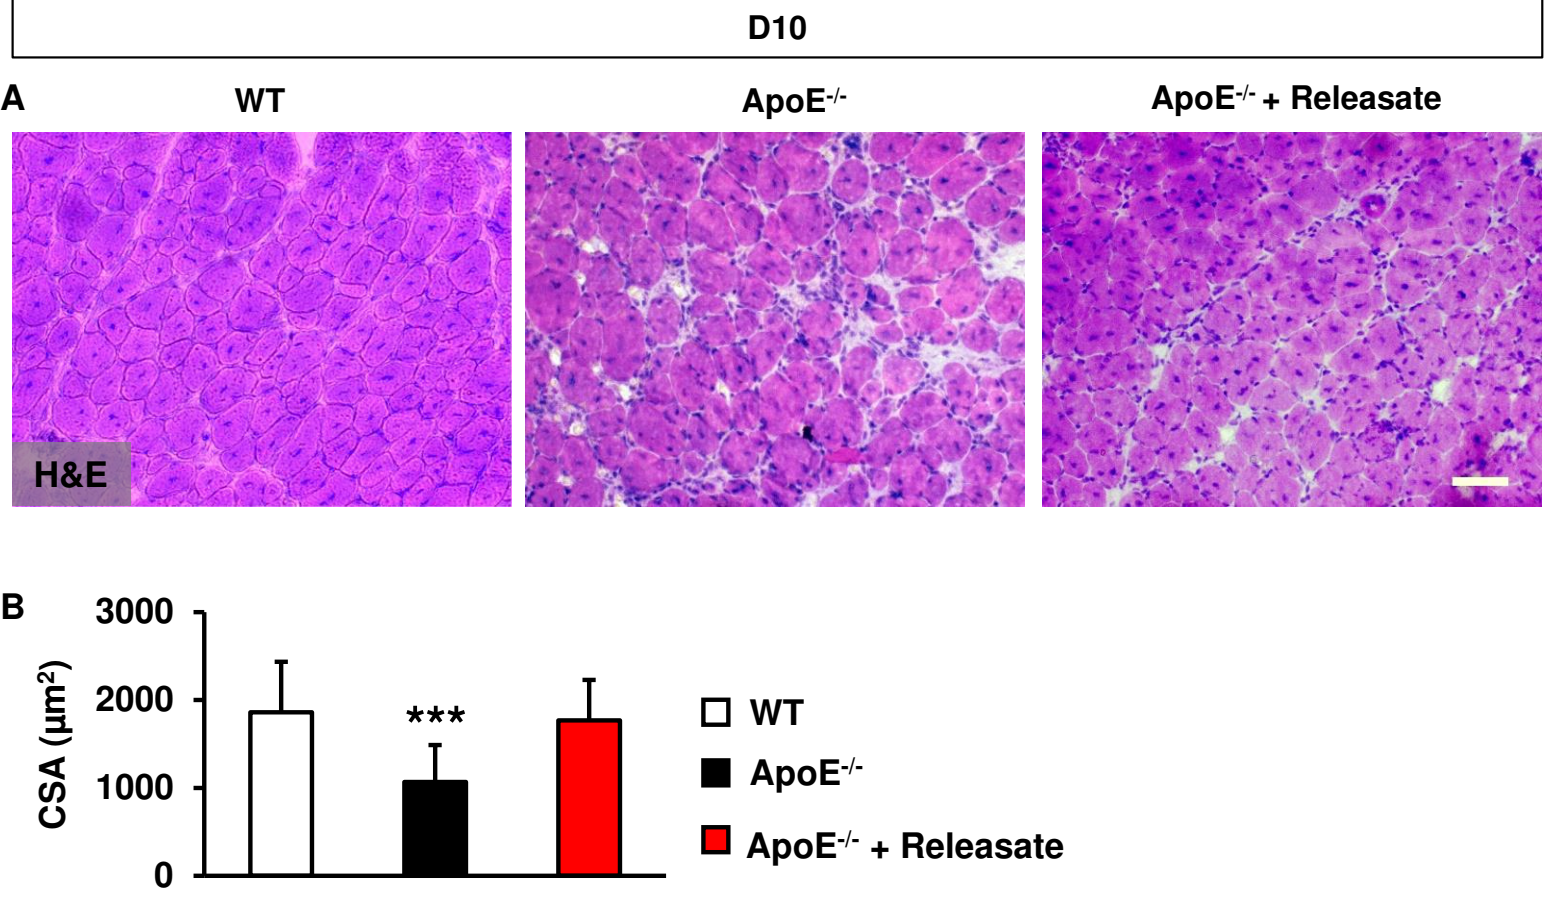 D10
A
WT
ApoE-/-
ApoE-/- + Releasate
H&E
B
CSA (µm²)
3000
2000
1000
0
***
WT
ApoE-/-
ApoE-/- + Releasate